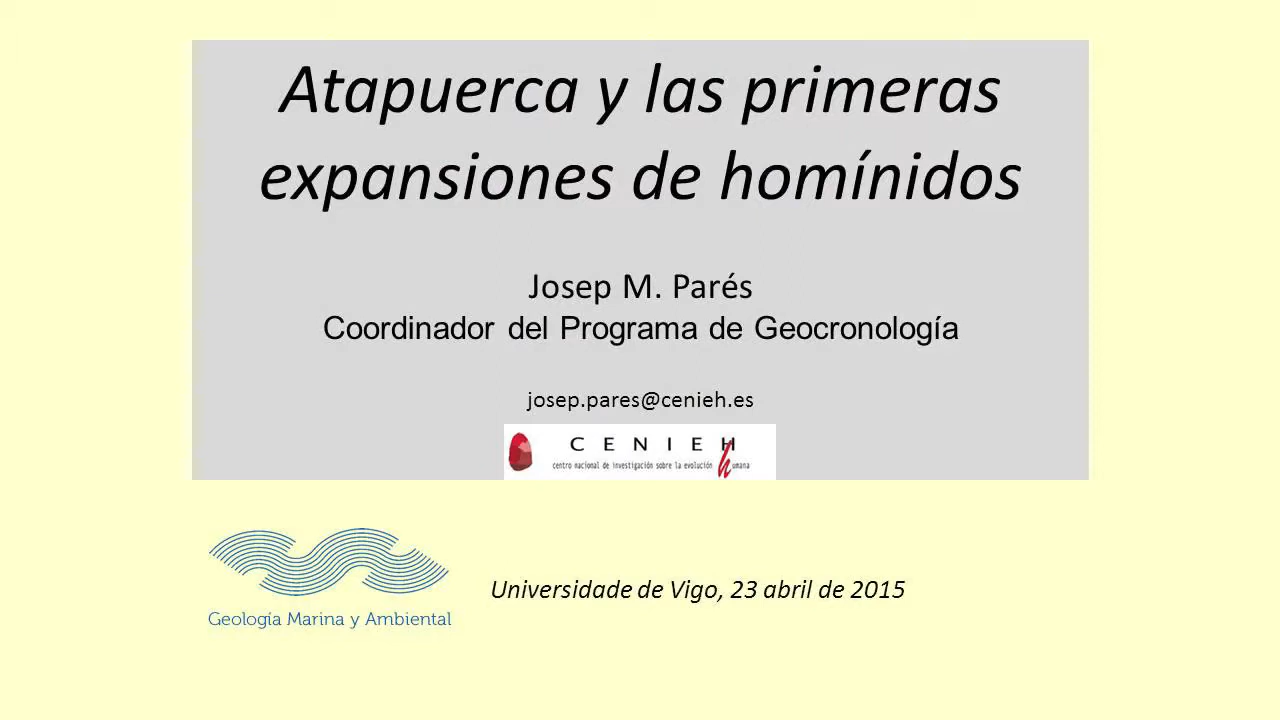 Atapuerca y las primeras
expansiones de homínidos
Josep M. Parés
Coordinador del Programa de Geocronología
josep.pares@cenieh.es
CENIEH
centro nacional de investigación sobre la evolución humana
Universidade de Vigo, 23 abril de 2015
Geología Marina y Ambiental